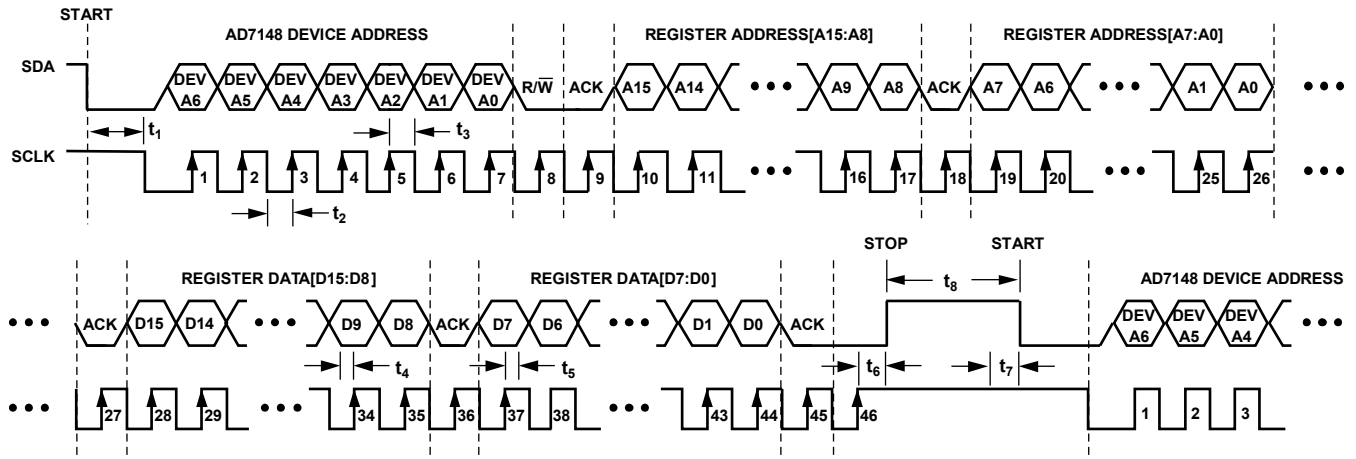 START
AD7148 DEVICE ADDRESS
REGISTER ADDRESS[A15:A8]
REGISTER ADDRESS[A7:A0]
SDA
DEV A6 DEV A5 DEV A4 DEV A3 DEV A2 DEV A1 DEV A0 R/W̅ ACK A15 A14 ••• A9 A8 ACK A7 A6 ••• A1 A0 •••
t1 t3
SCLK
1 2 3 4 5 6 7 8 9 10 11 ••• 16 17 18 19 20 ••• 25 26 •••
t2
STOP START
REGISTER DATA[D15:D8] REGISTER DATA[D7:D0] t8 AD7148 DEVICE ADDRESS
••• ACK D15 D14 ••• D9 D8 ACK D7 D6 ••• D1 D0 ACK DEV A6 DEV A5 DEV A4 •••
t4 t5 t6 t7
••• 27 28 29 ••• 34 35 36 37 38 ••• 43 44 45 46 1 2 3